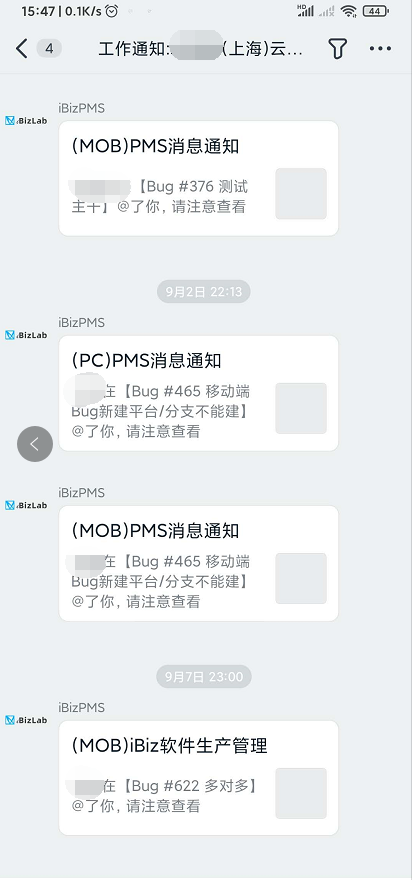 15:47 | 0.1K/s
HD
44
4
工作通知:
(上海)云...
iBizPMS
iBizLab
(MOB)PMS消息通知
【Bug #376 测试
主干】@了你, 请注意查看
9月2日 22:13
iBizPMS
iBizLab
(PC)PMS消息通知
在【Bug #465 移动端
Bug新建平台/分支不能建】
@了你, 请注意查看
iBizPMS
iBizLab
(MOB)PMS消息通知
在【Bug #465 移动端
Bug新建平台/分支不能建】
@了你, 请注意查看
9月7日 23:00
iBizPMS
iBizLab
(MOB)iBiz软件生产管理
在【Bug #622 多对多】
@了你, 请注意查看